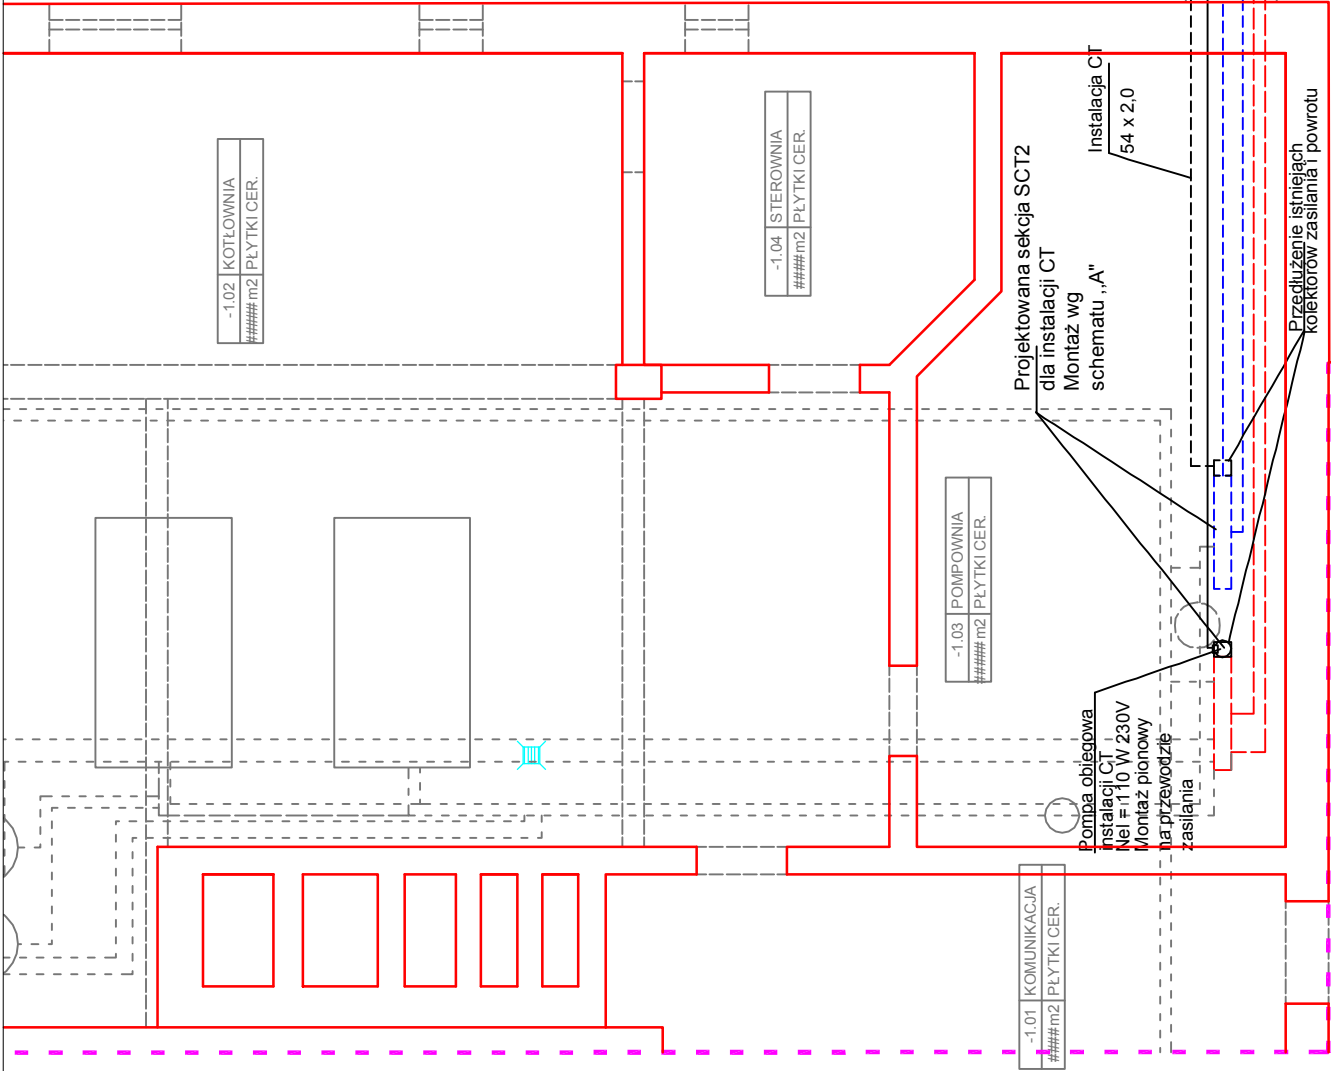 -1.02 KOTŁOWNIA
#####m2 PŁYTKI CER.
-1.04 STEROWNIA
####m2 PŁYTKI CER.
Instalacja CT
54 x 2,0
Projektowana sekcja SCT2
dla instalacji CT
Montaż wg
schematu ,,A"
Przedłużenie istniejach
kolektorów zasilania i powrotu
-1.03 POMPOWNIA
#####m2 PŁYTKI CER.
Pompa obiegowa
instalacji CT
Nel = 110 W 230V
Montaż pionowy
na przewodzie
zasilania
-1.01 KOMUNIKACJA
####m2 PŁYTKI CER.